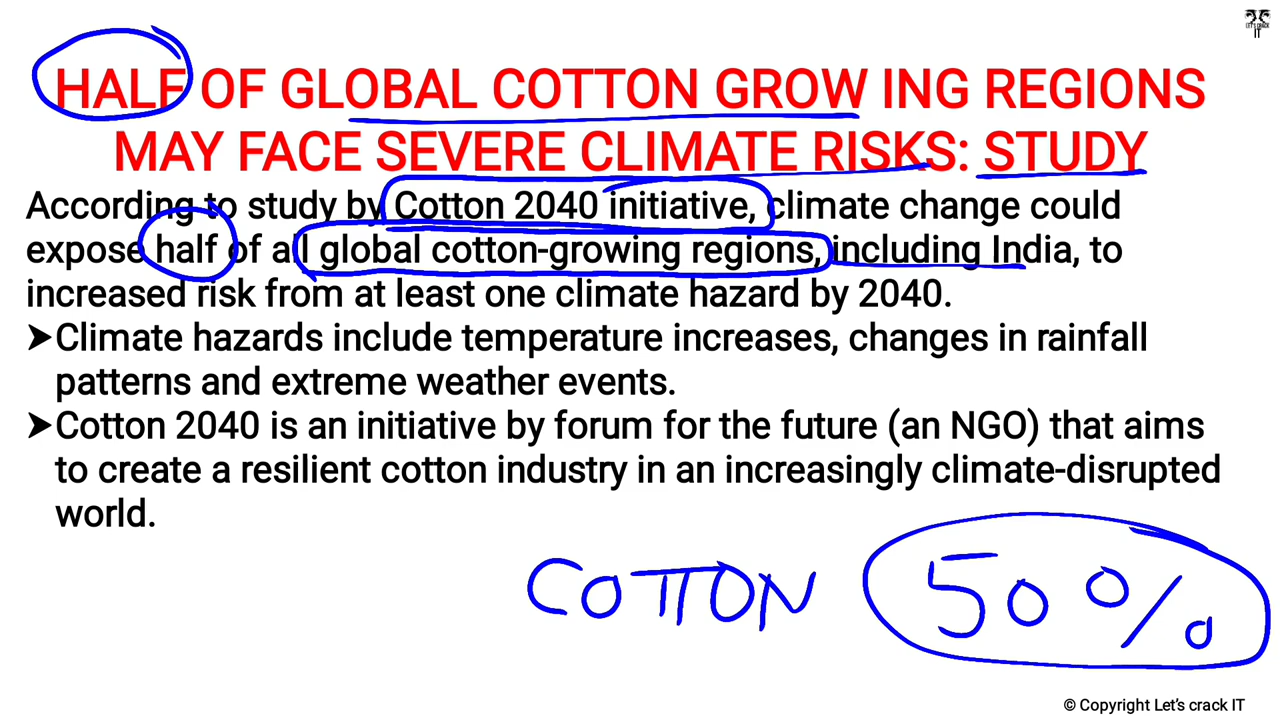 LET'S CRACK
IT
HALF OF GLOBAL COTTON GROW ING REGIONS
MAY FACE SEVERE CLIMATE RISKS: STUDY
According to study by Cotton 2040 initiative, climate change could
expose half of all global cotton-growing regions, including India, to
increased risk from at least one climate hazard by 2040.
➤Climate hazards include temperature increases, changes in rainfall
patterns and extreme weather events.
➤Cotton 2040 is an initiative by forum for the future (an NGO) that aims
to create a resilient cotton industry in an increasingly climate-disrupted
world.
COTTON 50%
© Copyright Let's crack IT